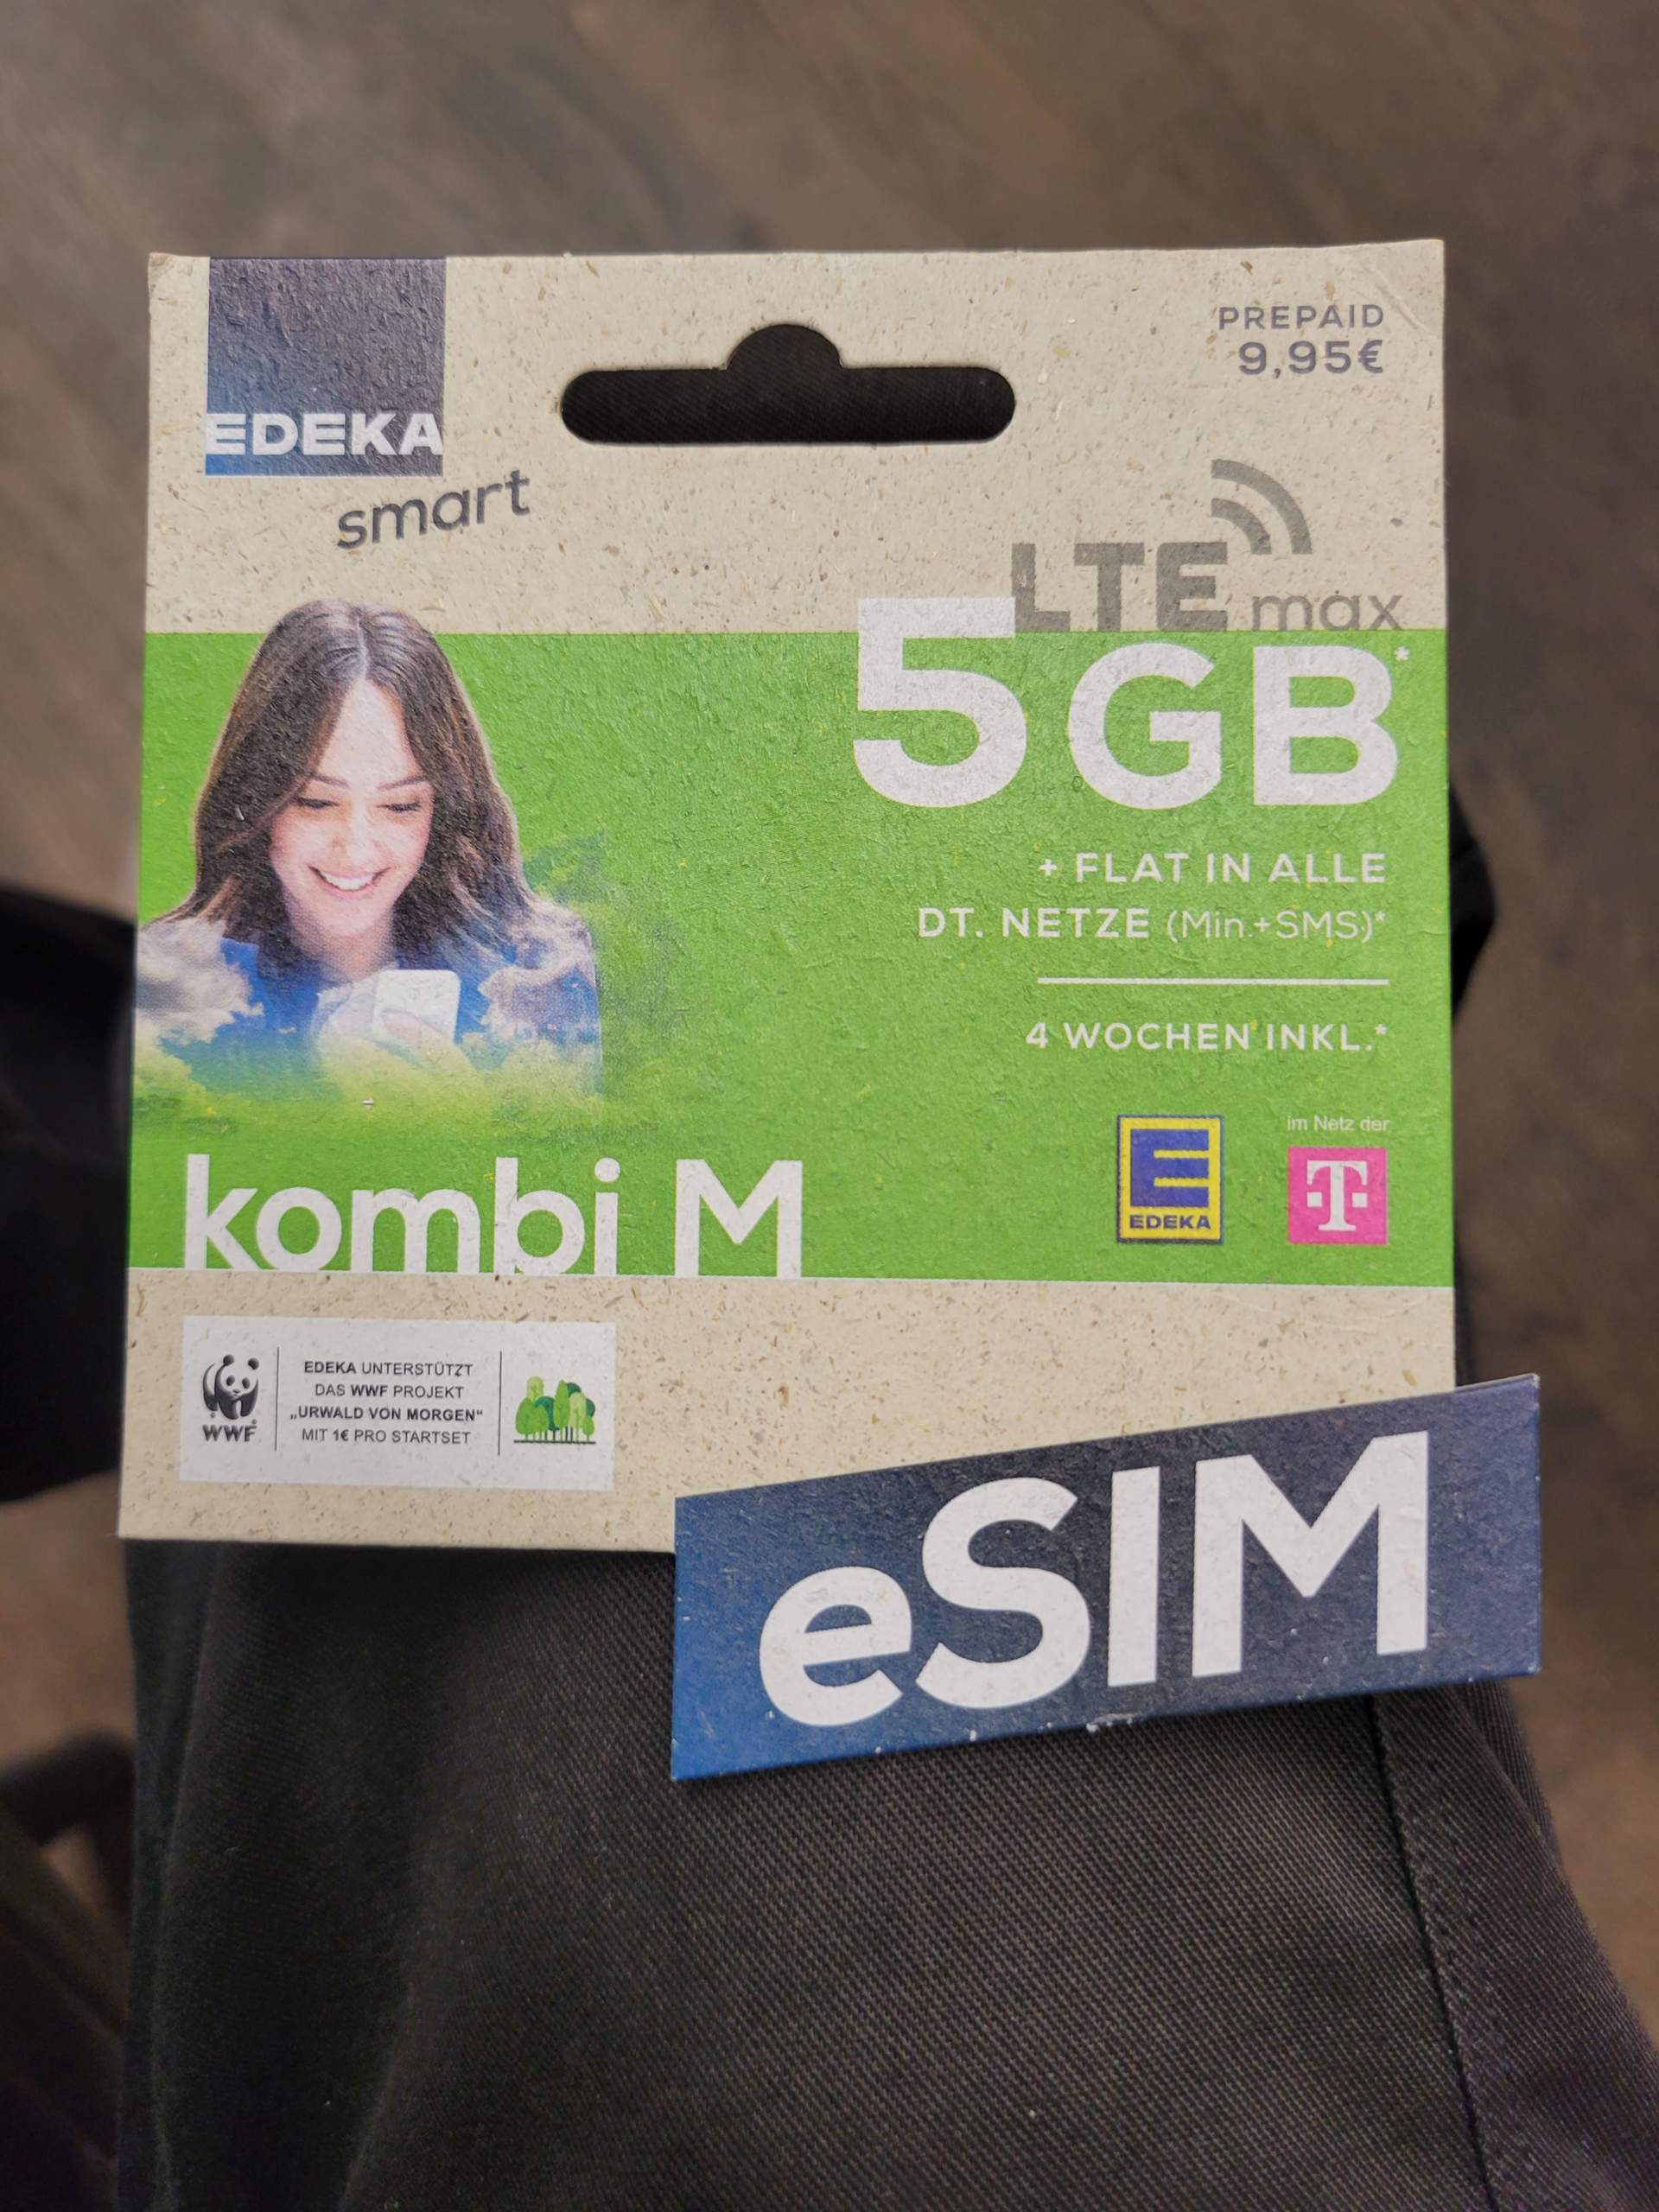 EDEKA
smart
PREPAID
9,95€
LTE max
5GB*
+ FLAT IN ALLE
DT. NETZE (Min.+SMS)*
4 WOCHEN INKL.*
EDEKA
im Netz der
T
kombi M
WWF®
EDEKA UNTERSTÜTZT
DAS WWF PROJEKT
„URWALD VON MORGEN“
MIT 1€ PRO STARTSET
eSIM